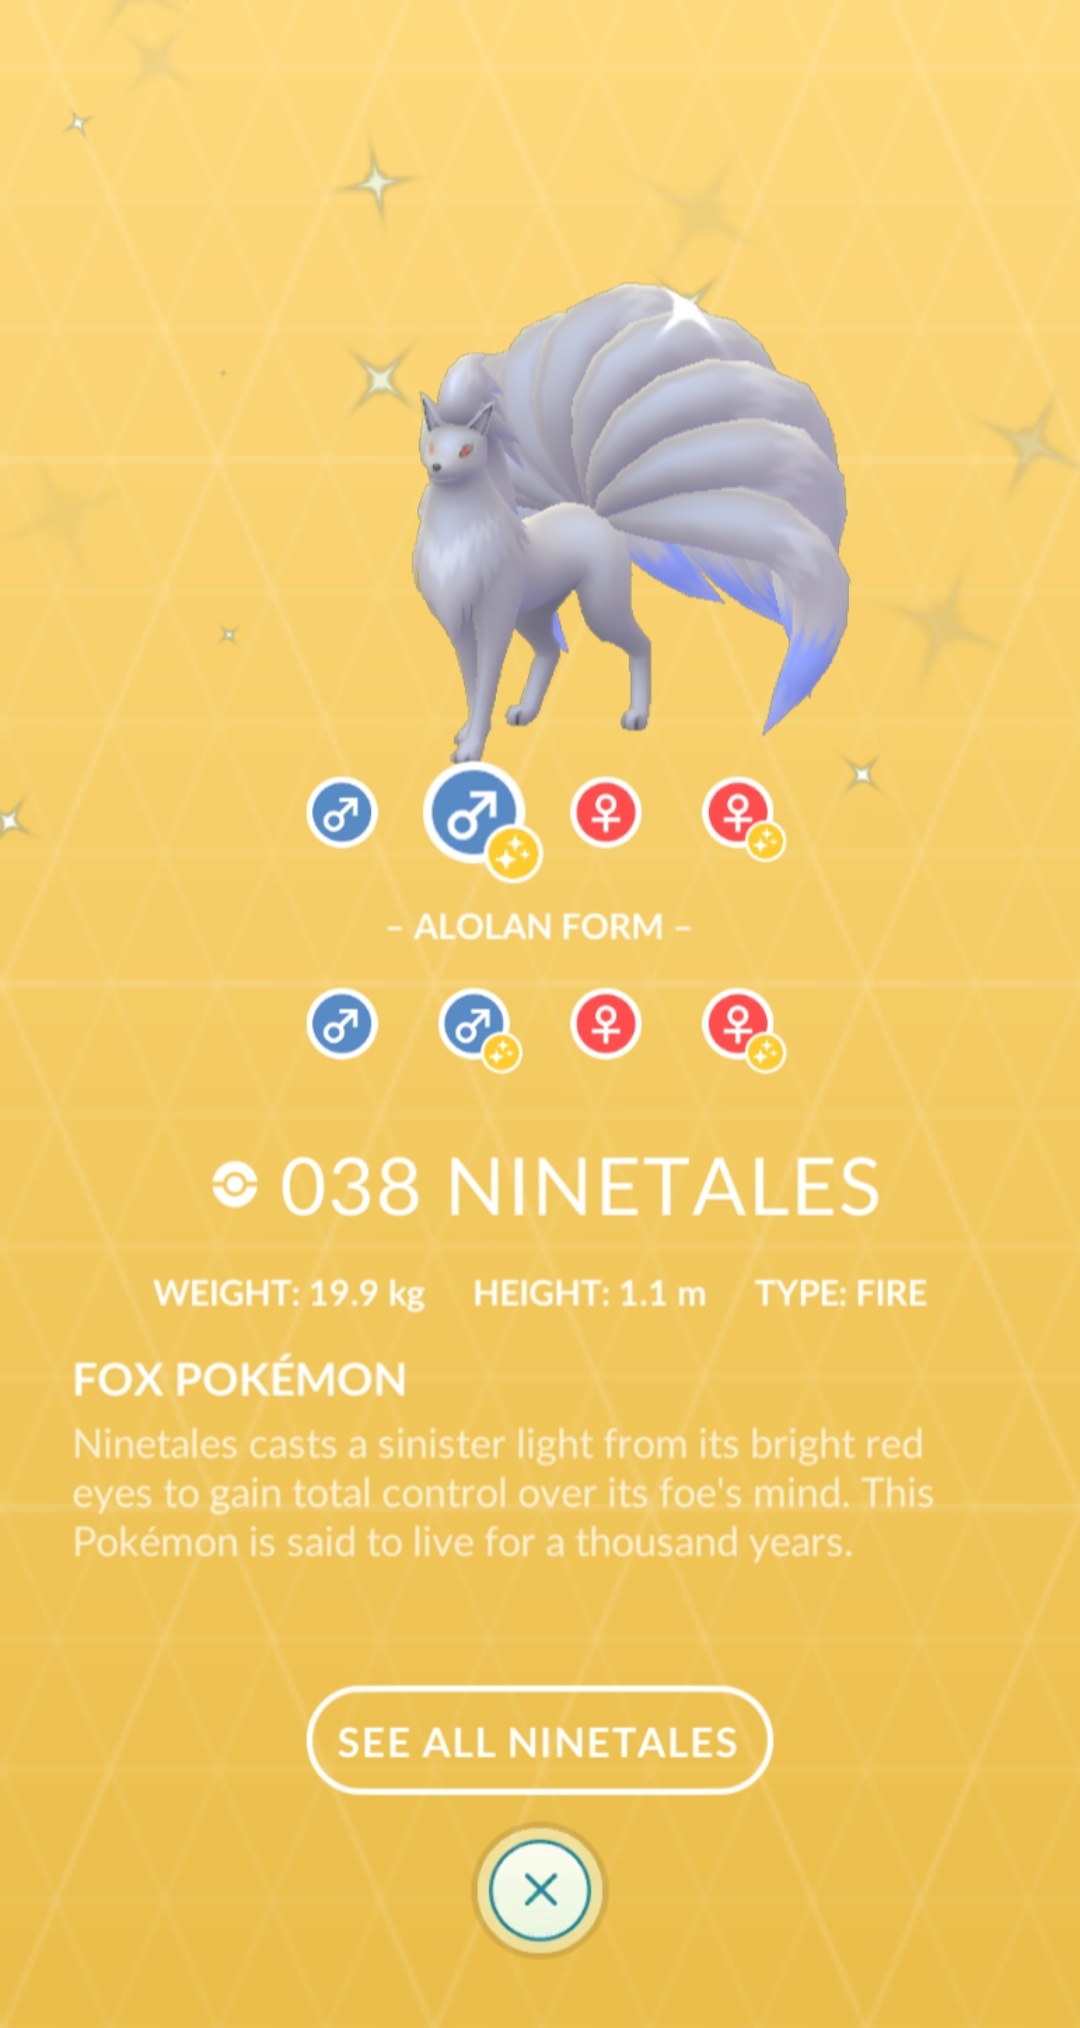 – ALOLAN FORM –
038 NINETALES
WEIGHT: 19.9 kg HEIGHT: 1.1 m TYPE: FIRE
FOX POKÉMON
Ninetales casts a sinister light from its bright red
eyes to gain total control over its foe's mind. This
Pokémon is said to live for a thousand years.
SEE ALL NINETALES